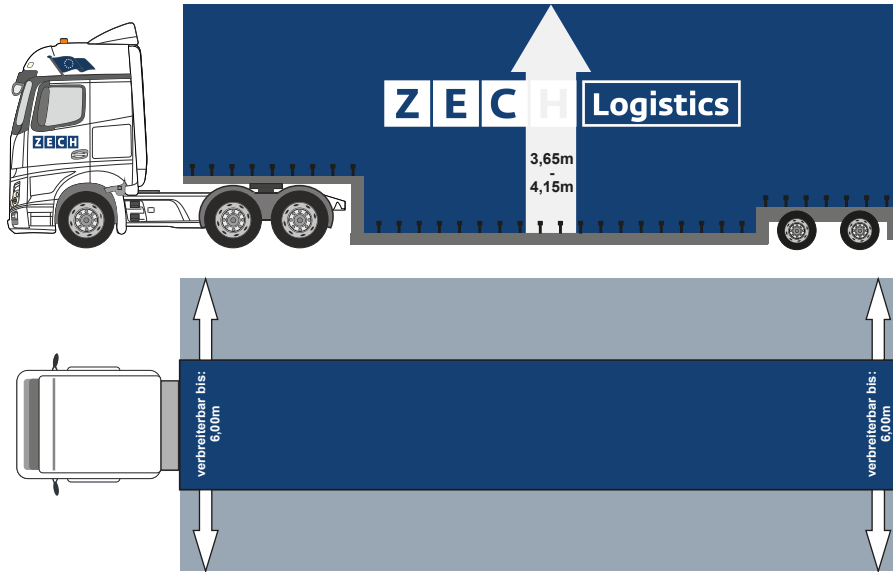 ZECH Logistics
ZECH
3,65m
-
4,15m
verbreiterbar bis:
6,00m
verbreiterbar bis:
6,00m